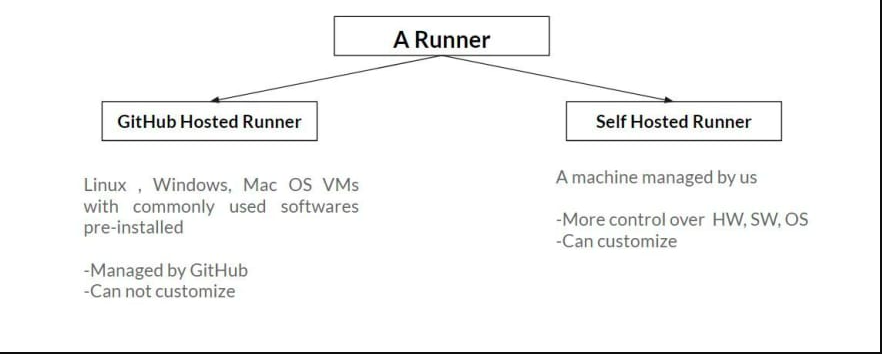 A Runner
GitHub Hosted Runner
Linux , Windows, Mac OS VMs
with commonly used softwares
pre-installed
-Managed by GitHub
-Can not customize
Self Hosted Runner
A machine managed by us
-More control over HW, SW, OS
-Can customize